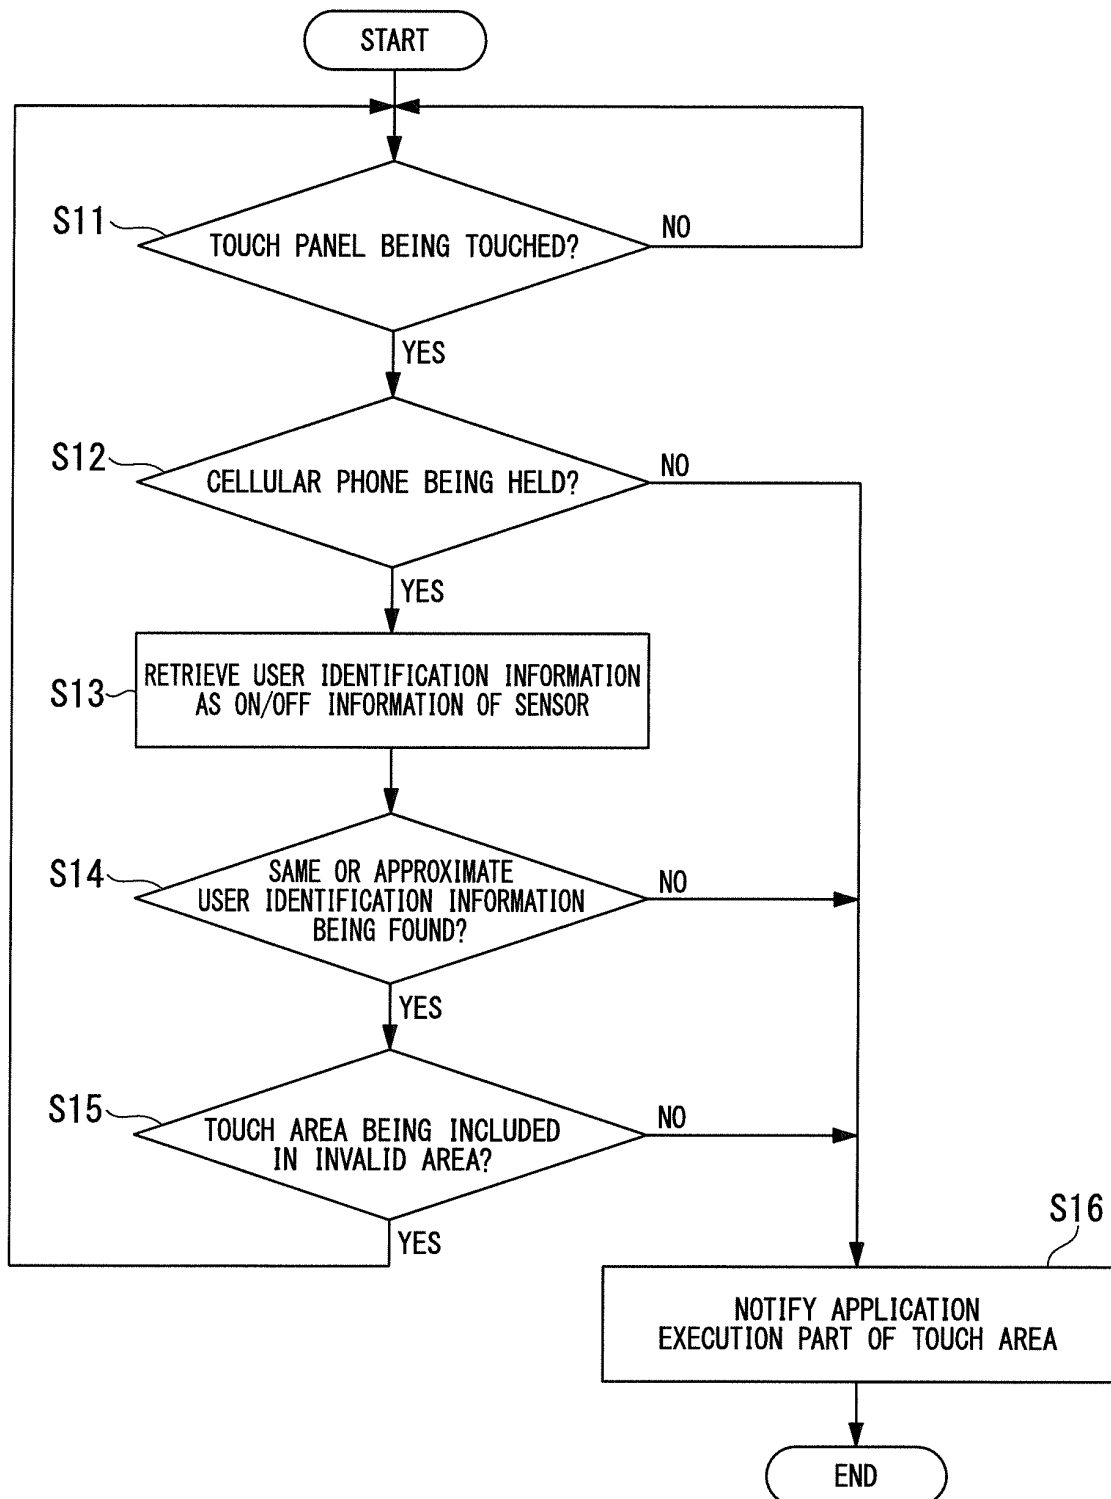 START
S11
TOUCH PANEL BEING TOUCHED?
NO
YES
S12
CELLULAR PHONE BEING HELD?
NO
YES
S13
RETRIEVE USER IDENTIFICATION INFORMATION
AS ON/OFF INFORMATION OF SENSOR
S14
SAME OR APPROXIMATE
USER IDENTIFICATION INFORMATION
BEING FOUND?
NO
YES
S15
TOUCH AREA BEING INCLUDED
IN INVALID AREA?
NO
YES
S16
NOTIFY APPLICATION
EXECUTION PART OF TOUCH AREA
END